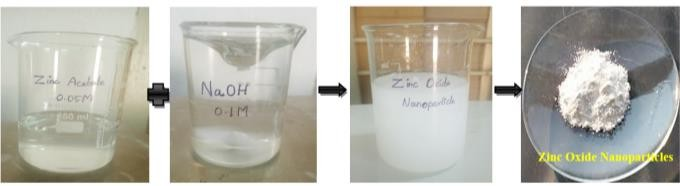 Zinc Acetate
0.05M
NaOH
0.1M
Zinc Oxide
Nanoparticle
Zinc Oxide Nanoparticles